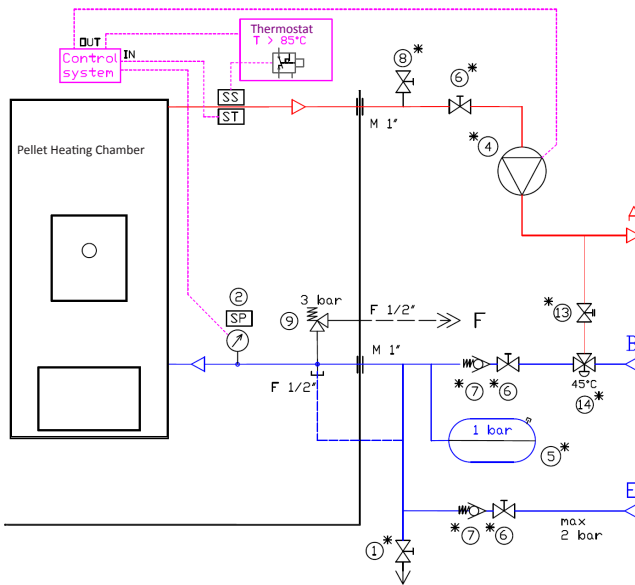 Thermostat
T > 85°C
OUT
IN
Control
system
SS
ST
8*
6*
M 1"
*4
Pellet Heating Chamber
A
2
SP
3 bar
9
F 1/2"
F
*13
M 1"
B
F 1/2"
*7
*6
45°C
14*
1 bar
5*
E
*7
*6
max
2 bar
1*